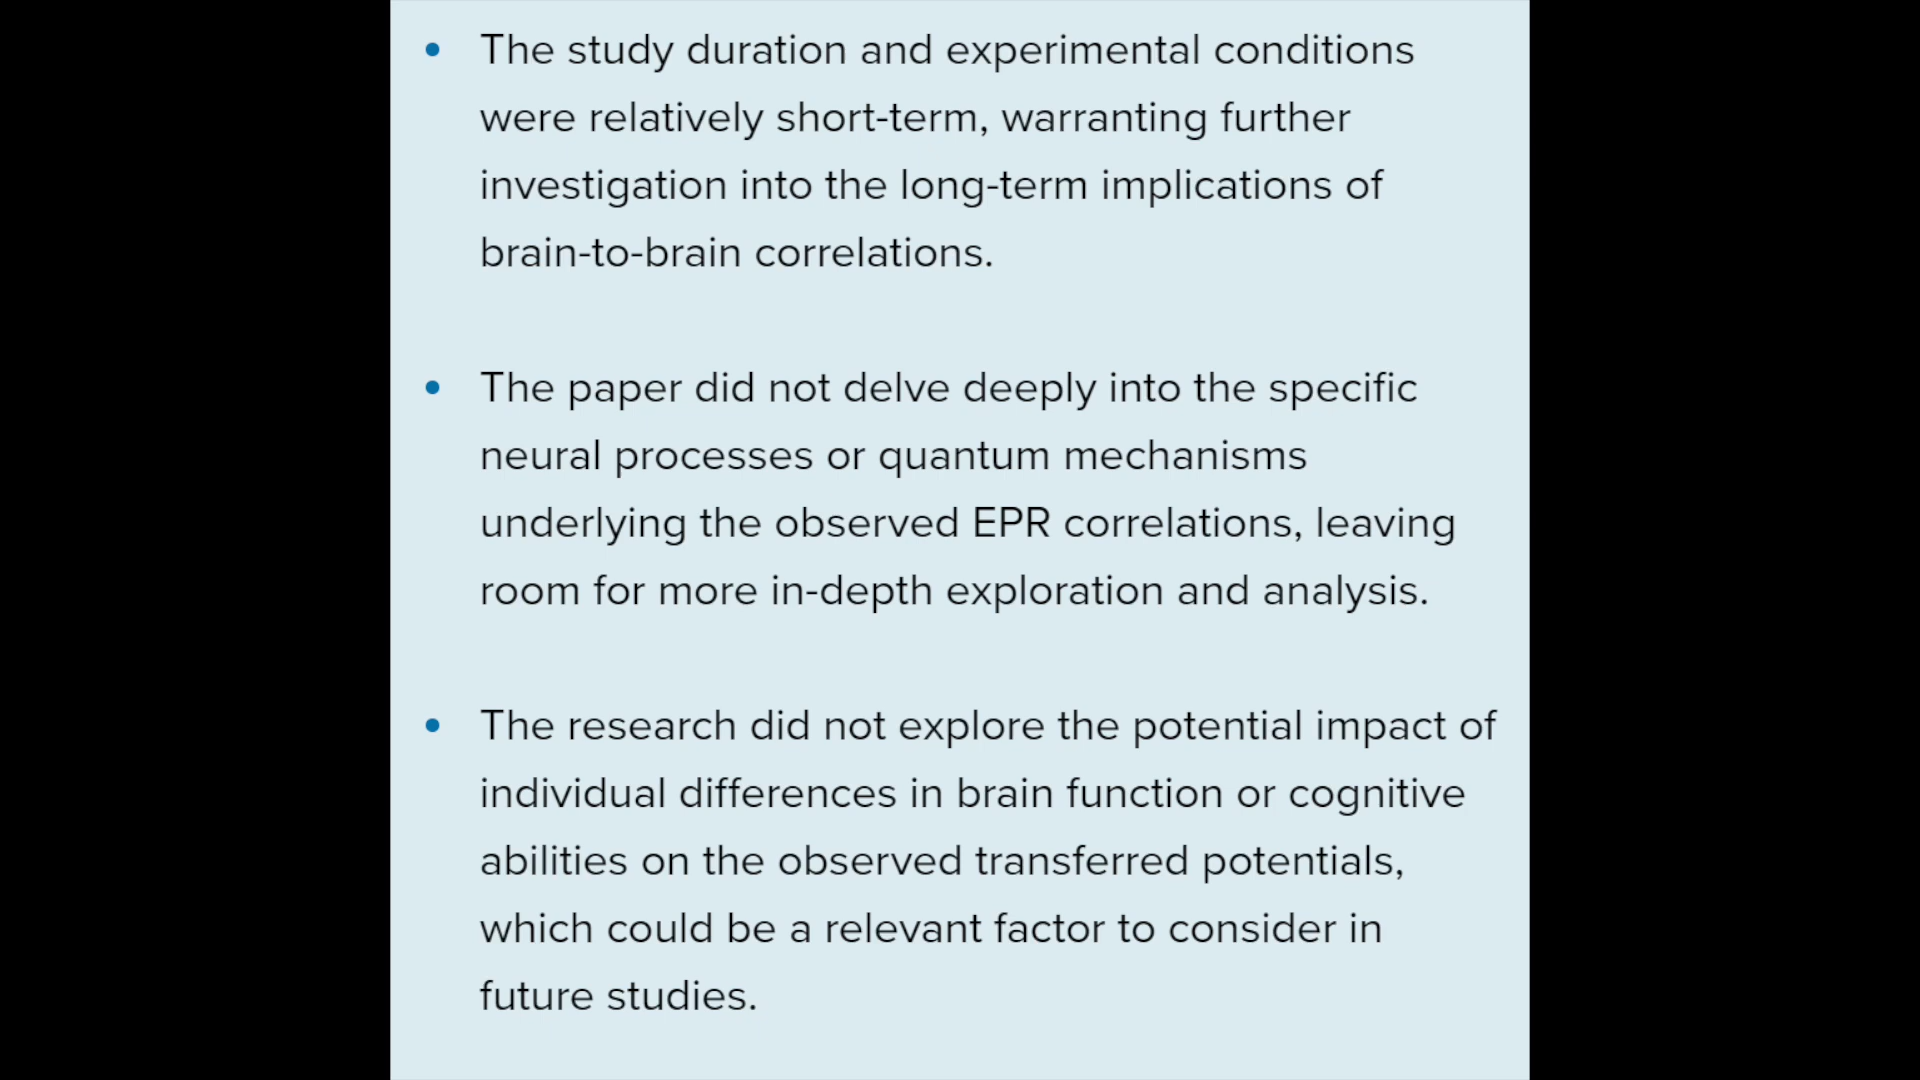 • The study duration and experimental conditions
were relatively short-term, warranting further
investigation into the long-term implications of
brain-to-brain correlations.
• The paper did not delve deeply into the specific
neural processes or quantum mechanisms
underlying the observed EPR correlations, leaving
room for more in-depth exploration and analysis.
• The research did not explore the potential impact of
individual differences in brain function or cognitive
abilities on the observed transferred potentials,
which could be a relevant factor to consider in
future studies.